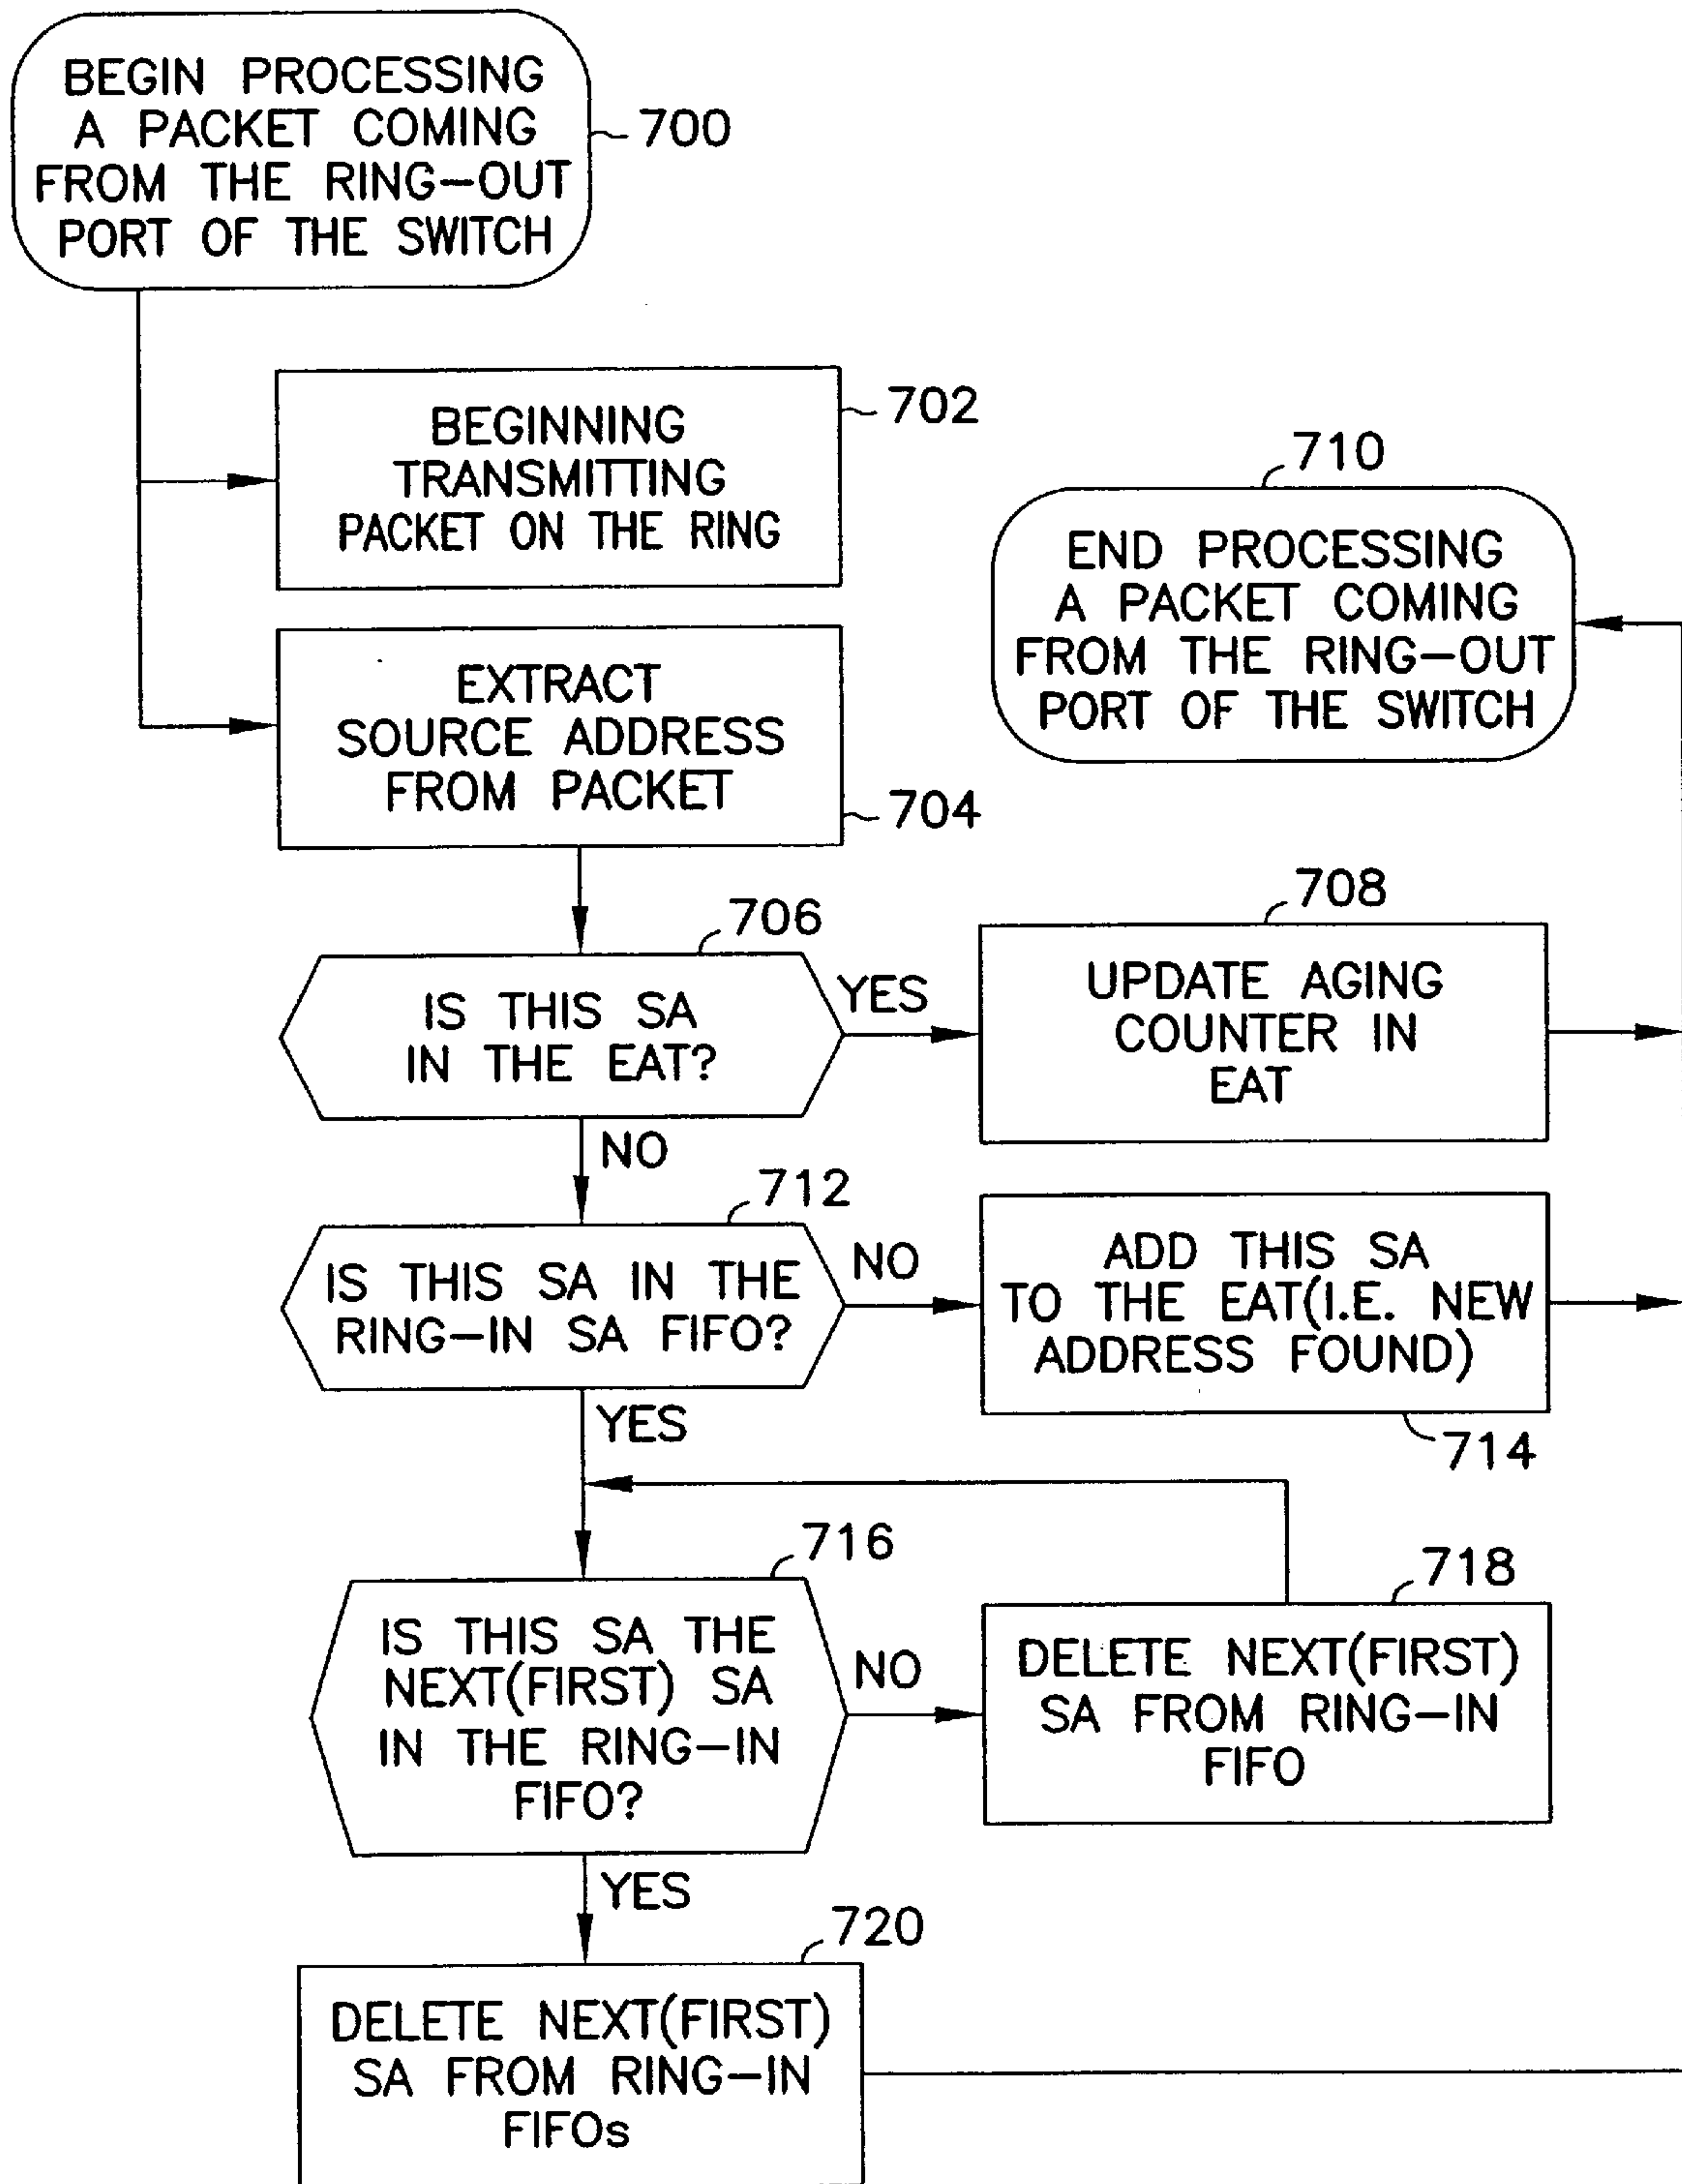 BEGIN PROCESSING
A PACKET COMING
FROM THE RING-OUT
PORT OF THE SWITCH
700
BEGINNING
TRANSMITTING
PACKET ON THE RING
702
710
END PROCESSING
A PACKET COMING
FROM THE RING-OUT
PORT OF THE SWITCH
EXTRACT
SOURCE ADDRESS
FROM PACKET
704
706
IS THIS SA
IN THE EAT?
YES
708
UPDATE AGING
COUNTER IN
EAT
NO
712
IS THIS SA IN THE
RING-IN SA FIFO?
NO
ADD THIS SA
TO THE EAT(I.E. NEW
ADDRESS FOUND)
714
YES
716
IS THIS SA THE
NEXT(FIRST) SA
IN THE RING-IN
FIFO?
NO
718
DELETE NEXT(FIRST)
SA FROM RING-IN
FIFO
YES
720
DELETE NEXT(FIRST)
SA FROM RING-IN
FIFOs